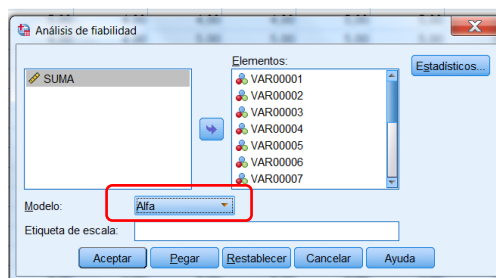 Análisis de fiabilidad
Elementos:
Estadísticos...
SUMA
VAR00001
VAR00002
VAR00003
VAR00004
VAR00005
VAR00006
VAR00007
Modelo:
Alfa
Etiqueta de escala:
Aceptar Pegar Restablecer Cancelar Ayuda